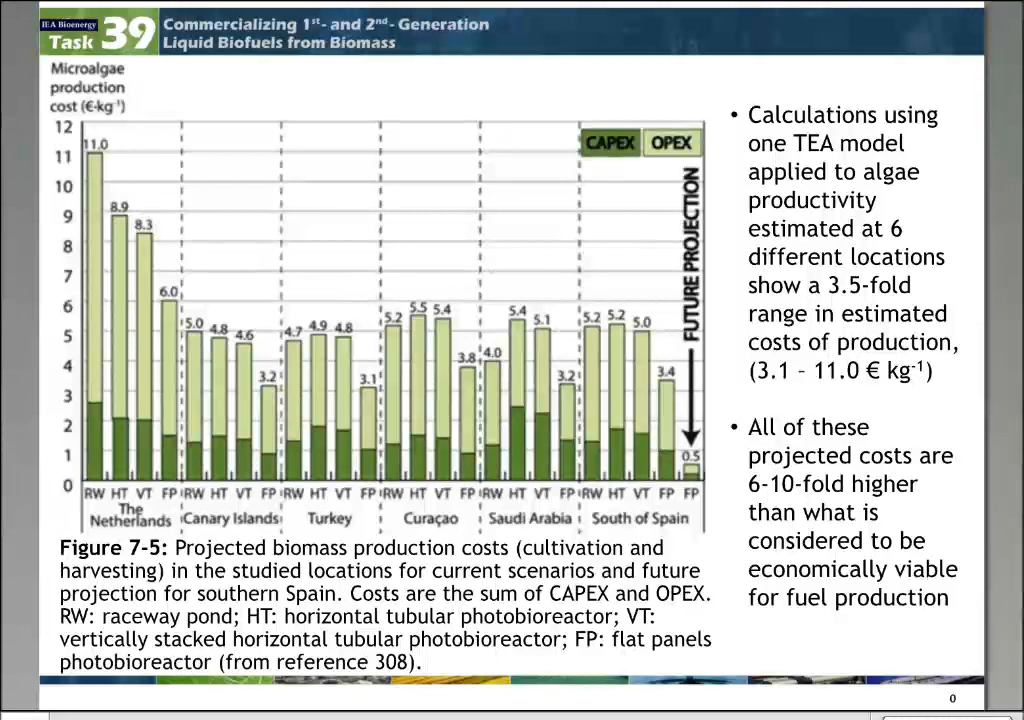 IEA Bioenergy
Task 39
Commercializing 1st- and 2nd- Generation
Liquid Biofuels from Biomass
Microalgae
production
cost (€·kg-1)
12
11
10
9
8
7
6
5
4
3
2
1
0
CAPEX OPEX
FUTURE PROJECTION
11.0 8.9 8.3 6.0 5.0 4.8 4.6 3.2 4.7 4.9 4.8 3.1 5.2 5.5 5.4 3.8 4.0 5.4 5.1 3.2 5.2 5.2 5.0 3.4 0.5
RW HT VT FP RW HT VT FP RW HT VT FP RW HT VT FP RW HT VT FP RW HT VT FP FP
The
Netherlands Canary Islands Turkey Curaçao Saudi Arabia South of Spain
Figure 7-5: Projected biomass production costs (cultivation and
harvesting) in the studied locations for current scenarios and future
projection for southern Spain. Costs are the sum of CAPEX and OPEX.
RW: raceway pond; HT: horizontal tubular photobioreactor; VT:
vertically stacked horizontal tubular photobioreactor; FP: flat panels
photobioreactor (from reference 308).
• Calculations using
one TEA model
applied to algae
productivity
estimated at 6
different locations
show a 3.5-fold
range in estimated
costs of production,
(3.1 – 11.0 € kg-1)
• All of these
projected costs are
6-10-fold higher
than what is
considered to be
economically viable
for fuel production
0